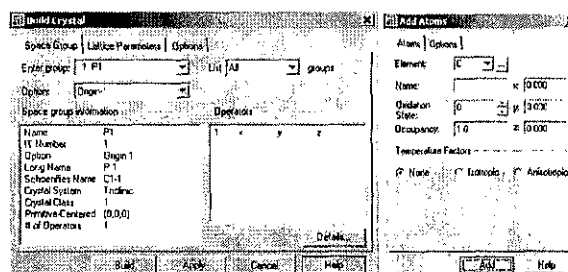 Build Crystal
Space Group Lattice Parameters Options
Enter group: 1 P1 List All groups
Option: Origin-
Space group information
Operators
Name P1
IT Number 1
Option Origin 1
Long Name P 1
Schoenflies Name C1-1
Crystal System Triclinic
Crystal Class 1
Primitive-Centered (0,0,0)
# of Operators 1
1 x y z
Details...
Build Apply Cancel Help
Add Atoms
Atoms Options
Element: C ...
Name: x 0.000
Oxidation State: 0 y 0.000
Occupancy: 1.0 z 0.000
Temperature Factors
None Isotropic Anisotropic
Add Help